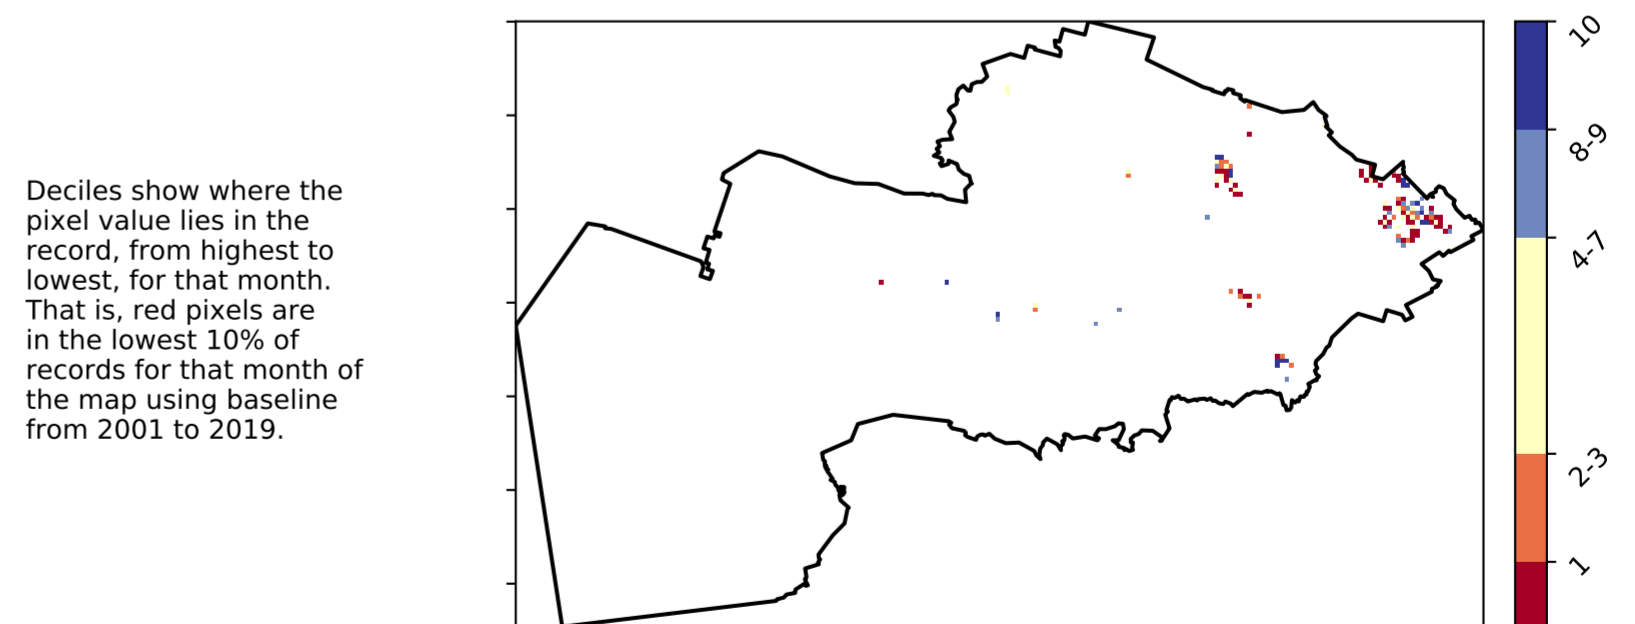 Deciles show where the
pixel value lies in the
record, from highest to
lowest, for that month.
That is, red pixels are
in the lowest 10% of
records for that month of
the map using baseline
from 2001 to 2019.
10
8-9
4-7
2-3
1